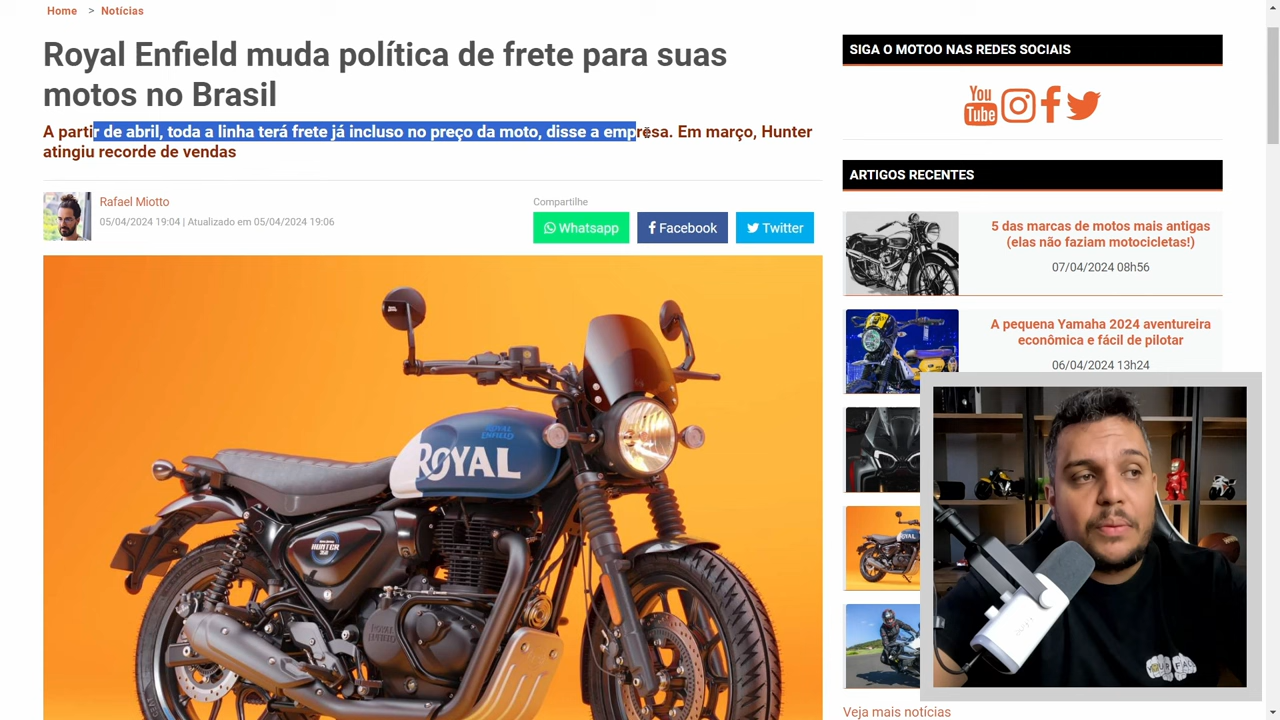 Home > Notícias
Royal Enfield muda política de frete para suas
motos no Brasil
A partir de abril, toda a linha terá frete já incluso no preço da moto, disse a empresa. Em março, Hunter
atingiu recorde de vendas
Rafael Miotto
05/04/2024 19:04 | Atualizado em 05/04/2024 19:06
Compartilhe
Whatsapp
Facebook
Twitter
ROYAL ENFIELD
ROYAL
HUNTER
SIGA O MOTOO NAS REDES SOCIAIS
You
Tube
ARTIGOS RECENTES
5 das marcas de motos mais antigas
(elas não faziam motocicletas!)
07/04/2024 08h56
A pequena Yamaha 2024 aventureira
econômica e fácil de pilotar
06/04/2024 13h24
Veja mais notícias